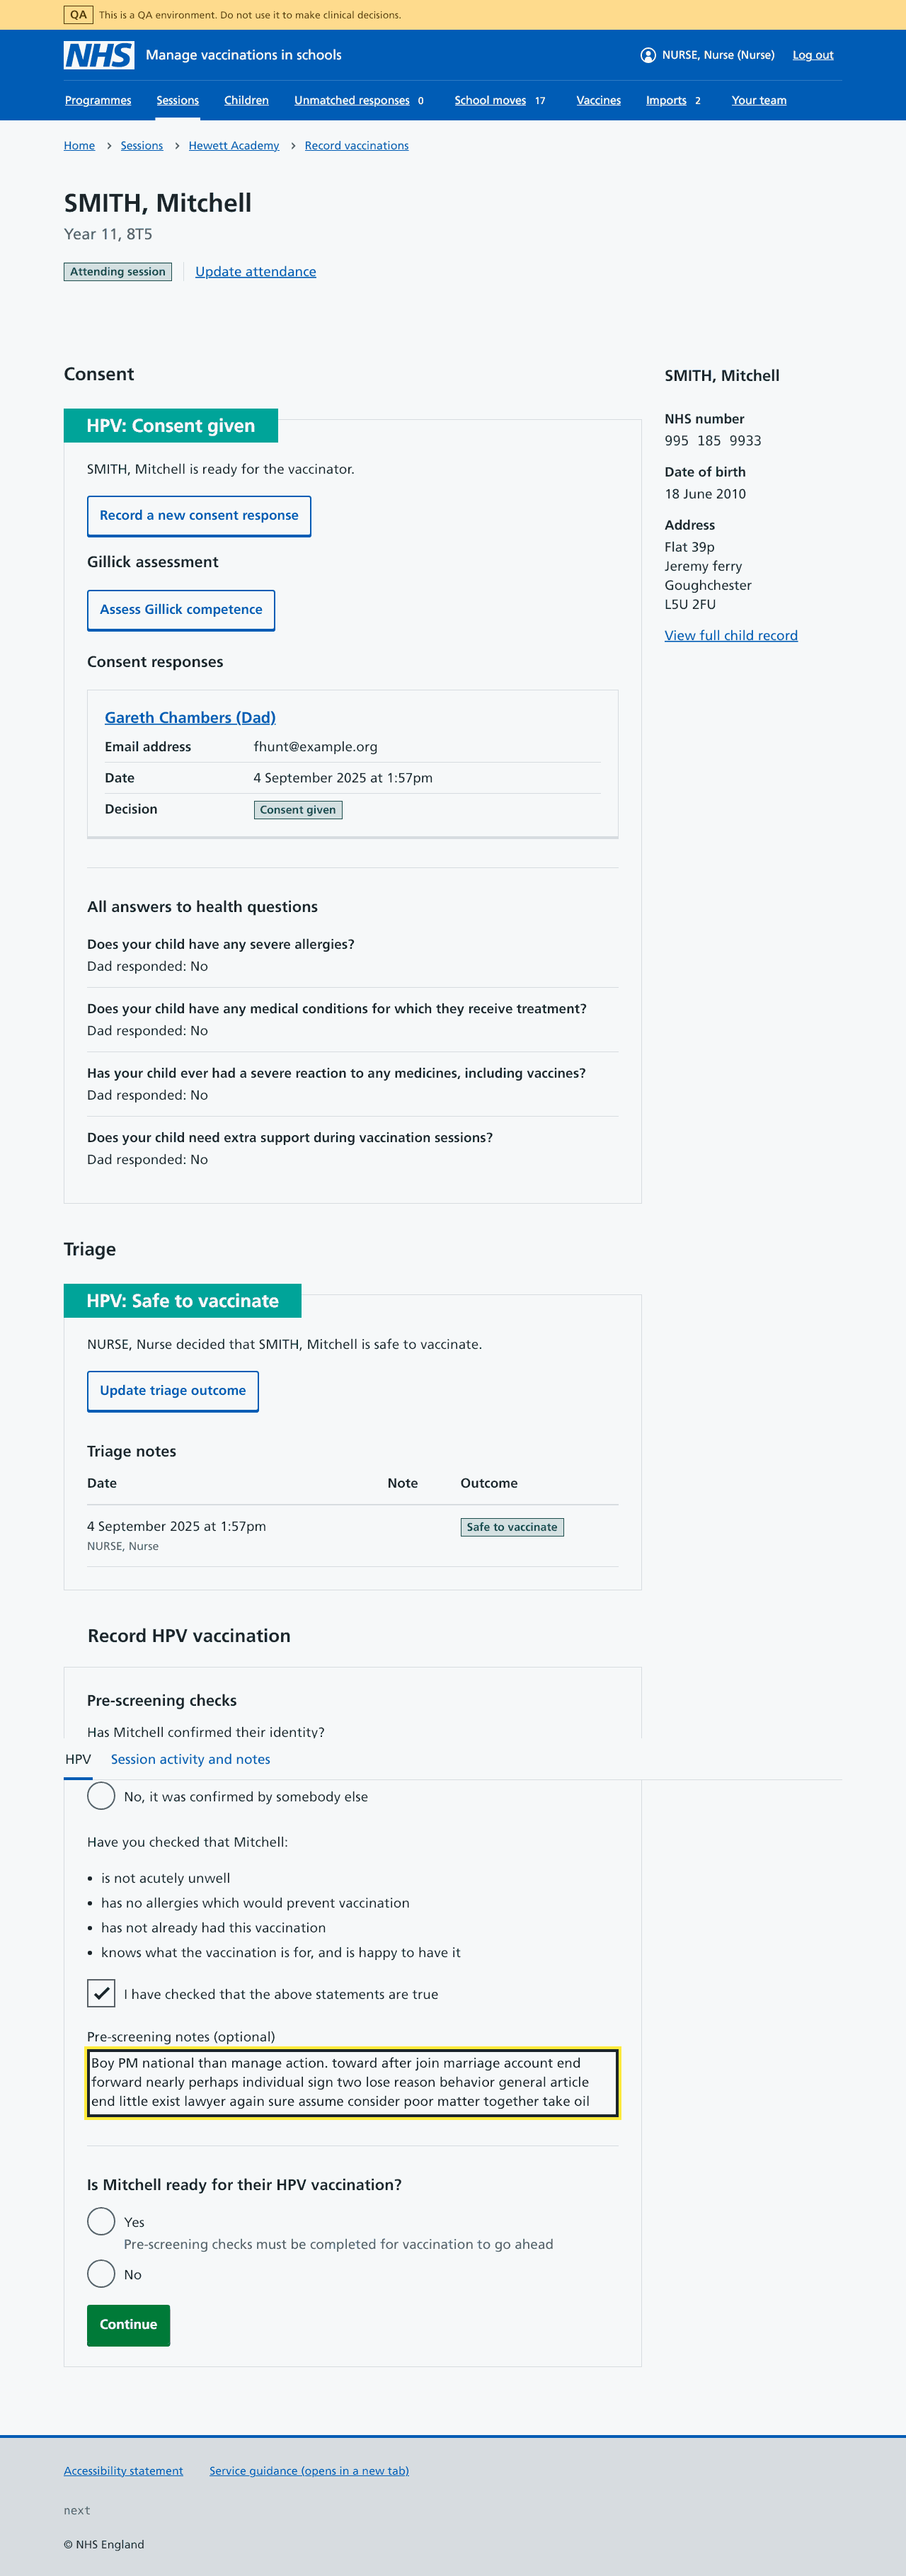 QA This is a QA environment. Do not use it to make clinical decisions.
NHS Manage vaccinations in schools NURSE, Nurse (Nurse) Log out
Programmes Sessions Children Unmatched responses 0 School moves 17 Vaccines Imports 2 Your team
Home Sessions Hewett Academy Record vaccinations
SMITH, Mitchell
Year 11, 8T5
Attending session Update attendance
Consent
HPV: Consent given
SMITH, Mitchell is ready for the vaccinator.
Record a new consent response
Gillick assessment
Assess Gillick competence
Consent responses
Gareth Chambers (Dad)
Email address fhunt@example.org
Date 4 September 2025 at 1:57pm
Decision Consent given
All answers to health questions
Does your child have any severe allergies?
Dad responded: No
Does your child have any medical conditions for which they receive treatment?
Dad responded: No
Has your child ever had a severe reaction to any medicines, including vaccines?
Dad responded: No
Does your child need extra support during vaccination sessions?
Dad responded: No
SMITH, Mitchell
NHS number
995 185 9933
Date of birth
18 June 2010
Address
Flat 39p
Jeremy ferry
Goughchester
L5U 2FU
View full child record
Triage
HPV: Safe to vaccinate
NURSE, Nurse decided that SMITH, Mitchell is safe to vaccinate.
Update triage outcome
Triage notes
Date Note Outcome
4 September 2025 at 1:57pm Safe to vaccinate
NURSE, Nurse
Record HPV vaccination
Pre-screening checks
Has Mitchell confirmed their identity?
HPV Session activity and notes
No, it was confirmed by somebody else
Have you checked that Mitchell:
• is not acutely unwell
• has no allergies which would prevent vaccination
• has not already had this vaccination
• knows what the vaccination is for, and is happy to have it
I have checked that the above statements are true
Pre-screening notes (optional)
Boy PM national than manage action. toward after join marriage account end
forward nearly perhaps individual sign two lose reason behavior general article
end little exist lawyer again sure assume consider poor matter together take oil
Is Mitchell ready for their HPV vaccination?
Yes
Pre-screening checks must be completed for vaccination to go ahead
No
Continue
Accessibility statement Service guidance (opens in a new tab)
next
© NHS England